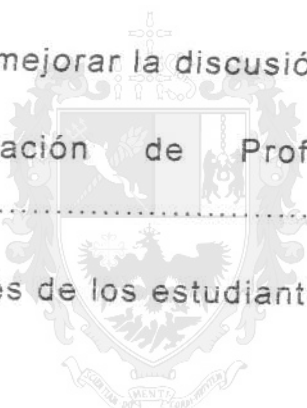 mejorar la discusió
ación de Prof
................................
es de los estudiant